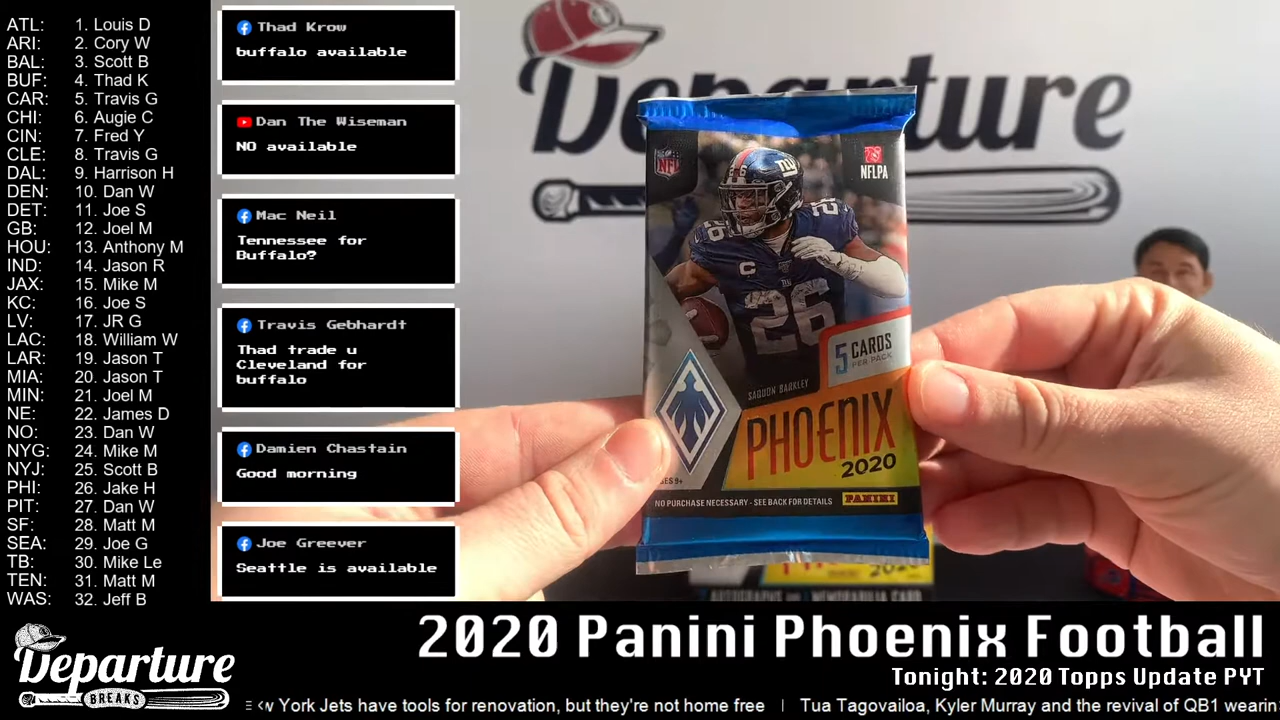 ATL: 1. Louis D
ARI: 2. Cory W
BAL: 3. Scott B
BUF: 4. Thad K
CAR: 5. Travis G
CHI: 6. Augie C
CIN: 7. Fred Y
CLE: 8. Travis G
DAL: 9. Harrison H
DEN: 10. Dan W
DET: 11. Joe S
GB: 12. Joel M
HOU: 13. Anthony M
IND: 14. Jason R
JAX: 15. Mike M
KC: 16. Joe S
LV: 17. JR G
LAC: 18. William W
LAR: 19. Jason T
MIA: 20. Jason T
MIN: 21. Joel M
NE: 22. James D
NO: 23. Dan W
NYG: 24. Mike M
NYJ: 25. Scott B
PHI: 26. Jake H
PIT: 27. Dan W
SF: 28. Matt M
SEA: 29. Joe G
TB: 30. Mike Le
TEN: 31. Matt M
WAS: 32. Jeff B
Thad Krow
buffalo available
Dan The Wiseman
NO available
Mac Neil
Tennessee for
Buffalo?
Travis Gebhardt
Thad trade u
Cleveland for
buffalo
Damien Chastain
Good morning
Joe Greever
Seattle is available
Departure
NFL
NFLPA
26
C
26
26
5 CARDS
PER PACK
SAQUON BARKLEY
PHOENIX
2020
NO PURCHASE NECESSARY - SEE BACK FOR DETAILS
PANINI
2020 Panini Phoenix Football
Tonight: 2020 Topps Update PYT
Departure
BREAKS
York Jets have tools for renovation, but they're not home free | Tua Tagovailoa, Kyler Murray and the revival of QB1